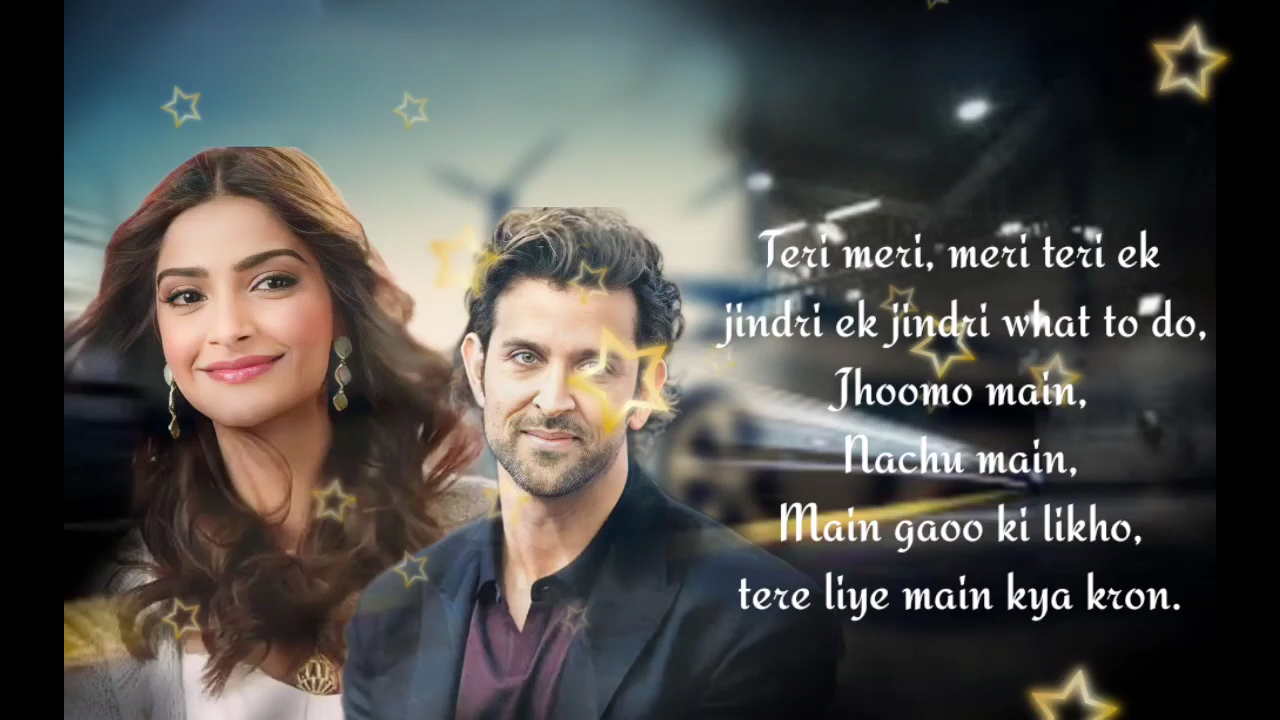 Teri meri, meri teri ek
jindri ek jindri what to do,
Jhoomo main,
Nachu main,
Main gaoo ki likho,
tere liye main kya kron.